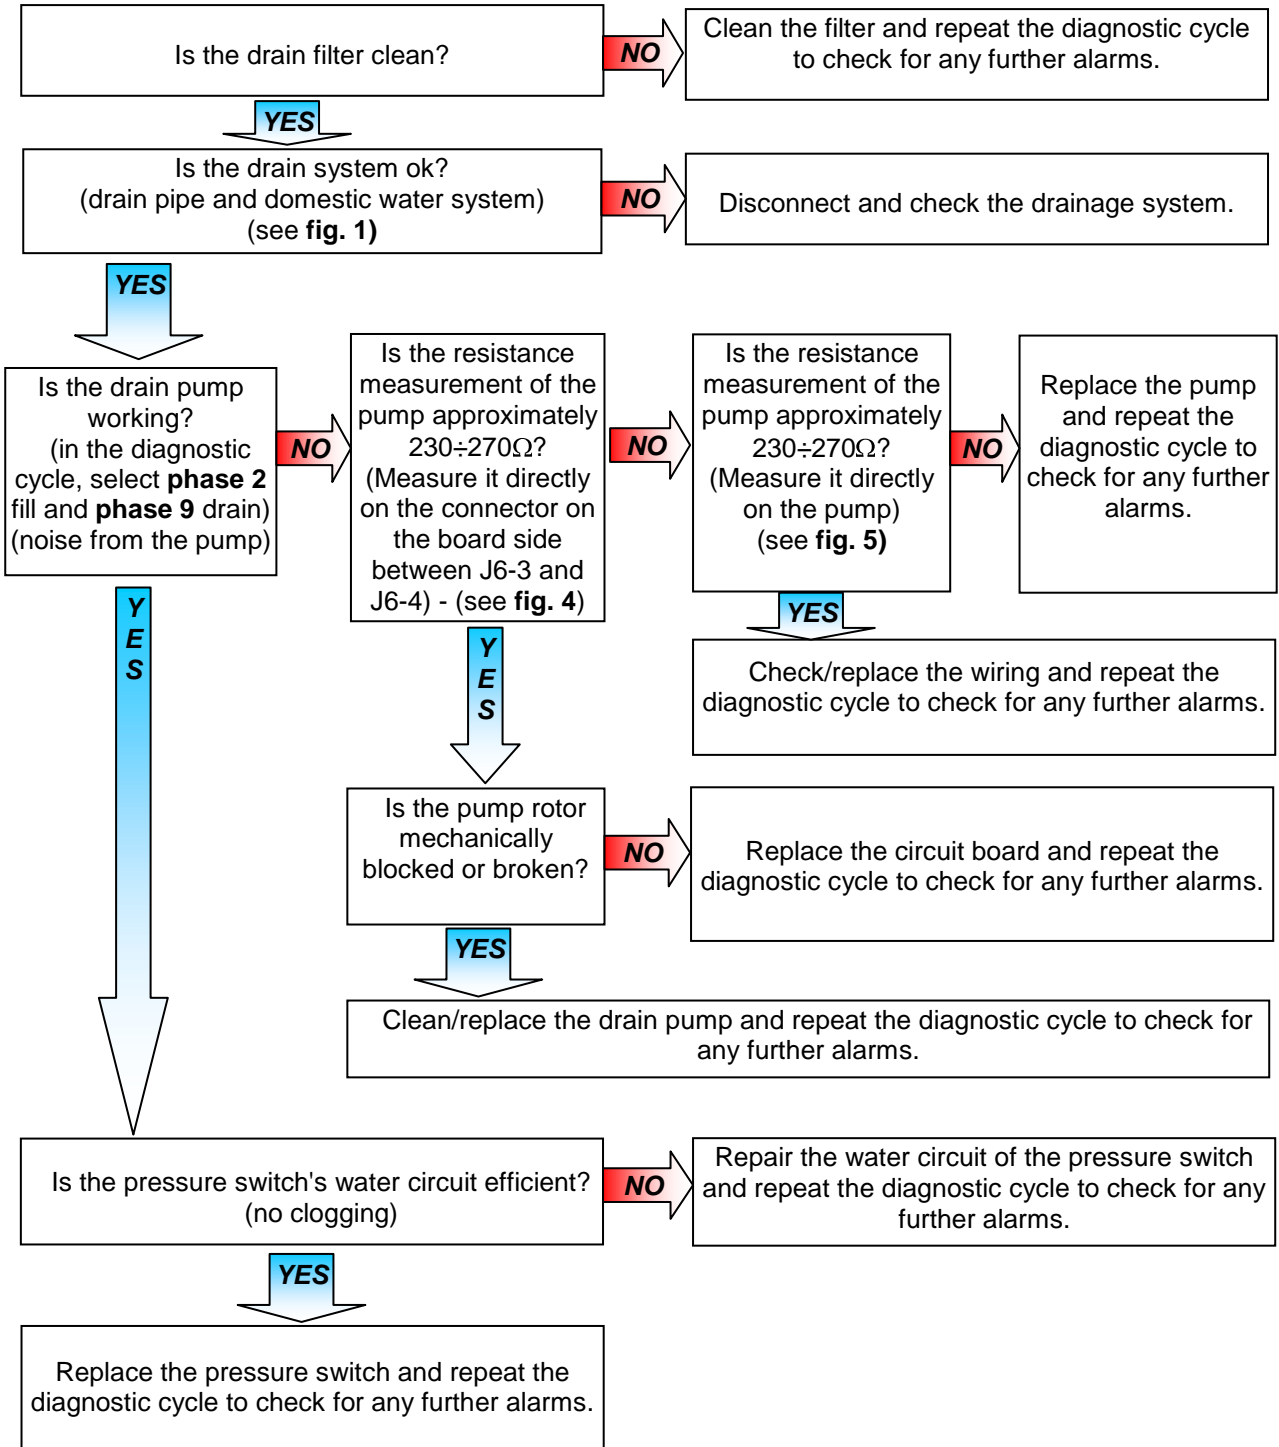 Is the drain filter clean?
NO
Clean the filter and repeat the diagnostic cycle
to check for any further alarms.
YES
Is the drain system ok?
(drain pipe and domestic water system)
(see fig. 1)
NO
Disconnect and check the drainage system.
YES
Is the drain pump
working?
(in the diagnostic
cycle, select phase 2
fill and phase 9 drain)
(noise from the pump)
NO
Is the resistance
measurement of the
pump approximately
230÷270Ω?
(Measure it directly
on the connector on
the board side
between J6-3 and
J6-4) - (see fig. 4)
NO
Is the resistance
measurement of the
pump approximately
230÷270Ω?
(Measure it directly
on the pump)
(see fig. 5)
NO
Replace the pump
and repeat the
diagnostic cycle to
check for any further
alarms.
YES
Check/replace the wiring and repeat the
diagnostic cycle to check for any further alarms.
Y
E
S
Y
E
S
Is the pump rotor
mechanically
blocked or broken?
NO
Replace the circuit board and repeat the
diagnostic cycle to check for any further alarms.
YES
Clean/replace the drain pump and repeat the diagnostic cycle to check for
any further alarms.
Is the pressure switch's water circuit efficient?
(no clogging)
NO
Repair the water circuit of the pressure switch
and repeat the diagnostic cycle to check for any
further alarms.
YES
Replace the pressure switch and repeat the
diagnostic cycle to check for any further alarms.